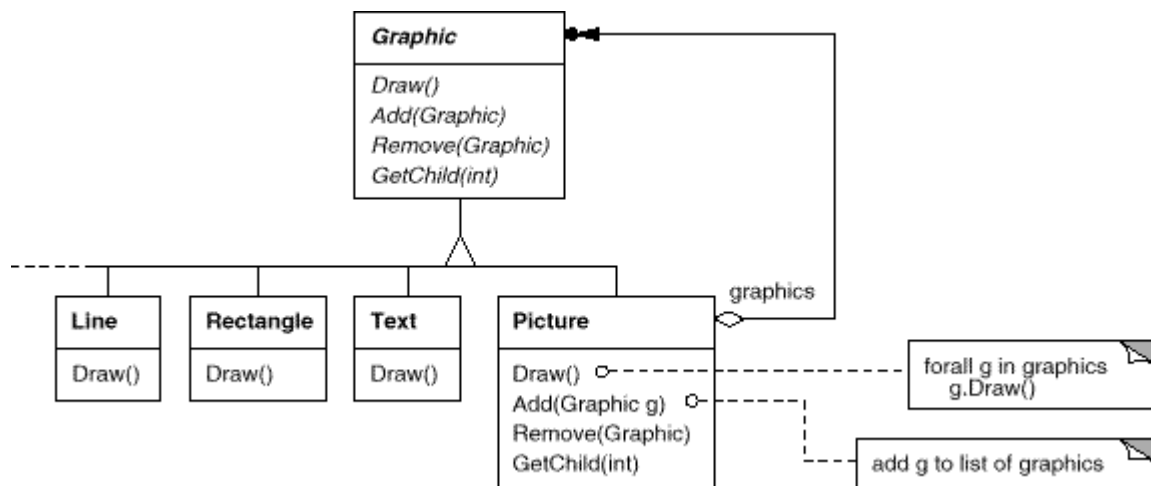 Graphic
Draw()
Add(Graphic)
Remove(Graphic)
GetChild(int)
graphics
Line
Draw()
Rectangle
Draw()
Text
Draw()
Picture
Draw()
Add(Graphic g)
Remove(Graphic)
GetChild(int)
forall g in graphics
g.Draw()
add g to list of graphics